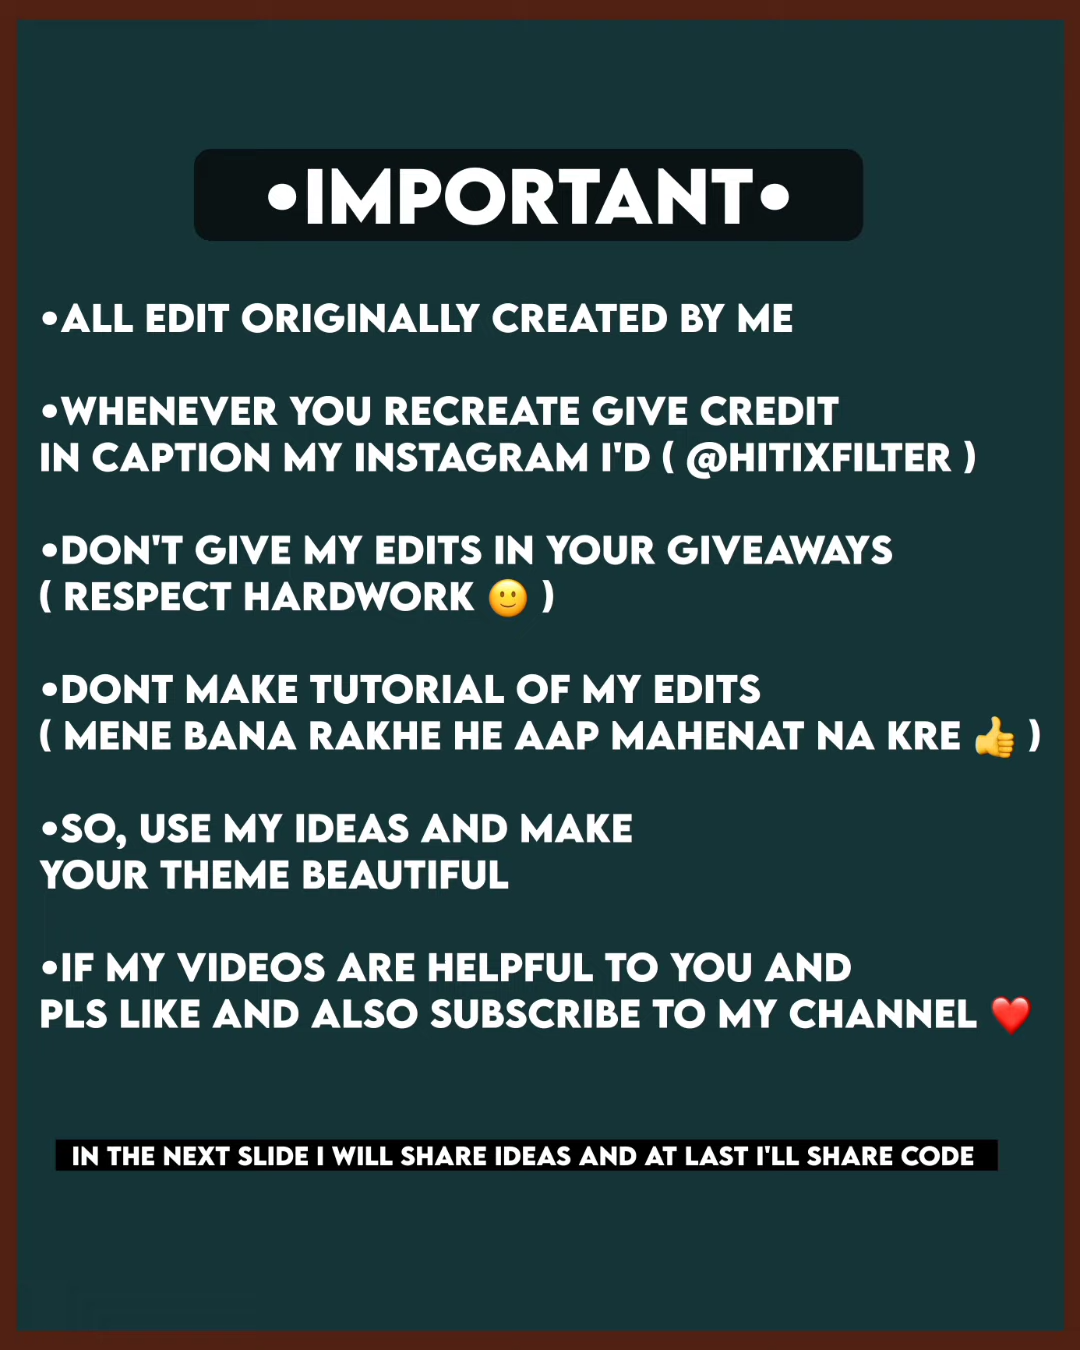 •IMPORTANT•
•ALL EDIT ORIGINALLY CREATED BY ME
•WHENEVER YOU RECREATE GIVE CREDIT
IN CAPTION MY INSTAGRAM I'D ( @HITIXFILTER )
•DON'T GIVE MY EDITS IN YOUR GIVEAWAYS
( RESPECT HARDWORK 🙂 )
•DONT MAKE TUTORIAL OF MY EDITS
( MENE BANA RAKHE HE AAP MAHENAT NA KRE 👍 )
•SO, USE MY IDEAS AND MAKE
YOUR THEME BEAUTIFUL
•IF MY VIDEOS ARE HELPFUL TO YOU AND
PLS LIKE AND ALSO SUBSCRIBE TO MY CHANNEL ❤️
IN THE NEXT SLIDE I WILL SHARE IDEAS AND AT LAST I'LL SHARE CODE